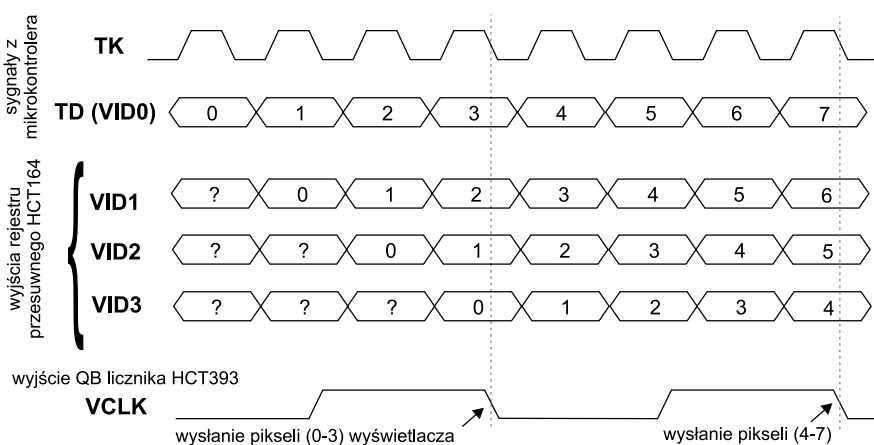 sygnały z
mikrokontrolera
TK
TD (VID0) 0 1 2 3 4 5 6 7
wyjścia rejestru
przesuwnego HCT164
VID1 ? 0 1 2 3 4 5 6
VID2 ? ? 0 1 2 3 4 5
VID3 ? ? ? 0 1 2 3 4
wyjście QB licznika HCT393
VCLK
wysłanie pikseli (0-3) wyświetlacza
wysłanie pikseli (4-7)